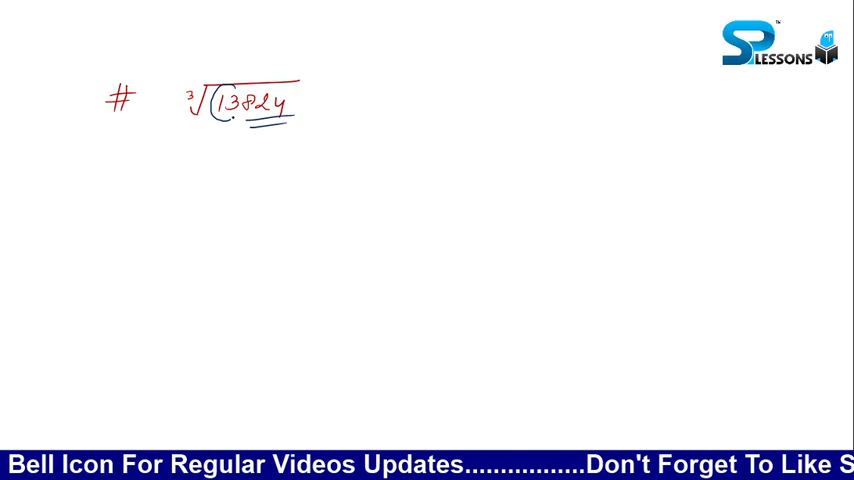 SP LESSONS
# ∛13824
Bell Icon For Regular Videos Updates.................Don't Forget To Like S